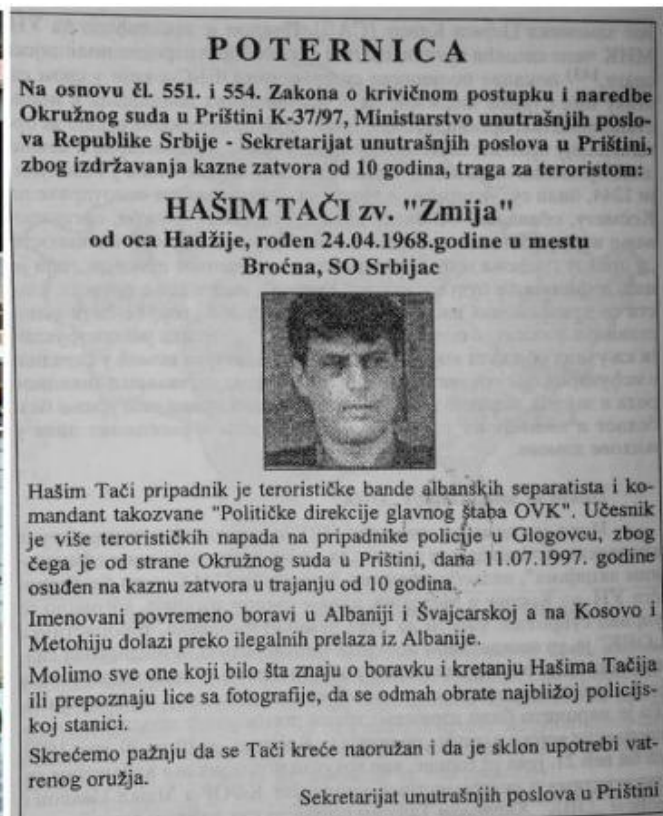 POTERNICA
Na osnovu čl. 551. i 554. Zakona o krivičnom postupku i naredbe
Okružnog suda u Prištini K-37/97, Ministarstvo unutrašnjih poslo-
va Republike Srbije - Sekretarijat unutrašnjih poslova u Prištini,
zbog izdržavanja kazne zatvora od 10 godina, traga za teroristom:
HAŠIM TAČI zv. "Zmija"
od oca Hadžije, rođen 24.04.1968.godine u mestu
Broćna, SO Srbijac
Hašim Tači pripadnik je terorističke bande albanskih separatista i ko-
mandant takozvane "Političke direkcije glavnog štaba OVK". Učesnik
je više terorističkih napada na pripadnike policije u Glogovcu, zbog
čega je od strane Okružnog suda u Prištini, dana 11.07.1997. godine
osuđen na kaznu zatvora u trajanju od 10 godina.
Imenovani povremeno boravi u Albaniji i Švajcarskoj a na Kosovo i
Metohiju dolazi preko ilegalnih prelaza iz Albanije.
Molimo sve one koji bilo šta znaju o boravku i kretanju Hašima Tačija
ili prepoznaju lice sa fotografije, da se odmah obrate najbližoj policijs-
koj stanici.
Skrećemo pažnju da se Tači kreće naoružan i da je sklon upotrebi vat-
renog oružja.
Sekretarijat unutrašnjih poslova u Prištini